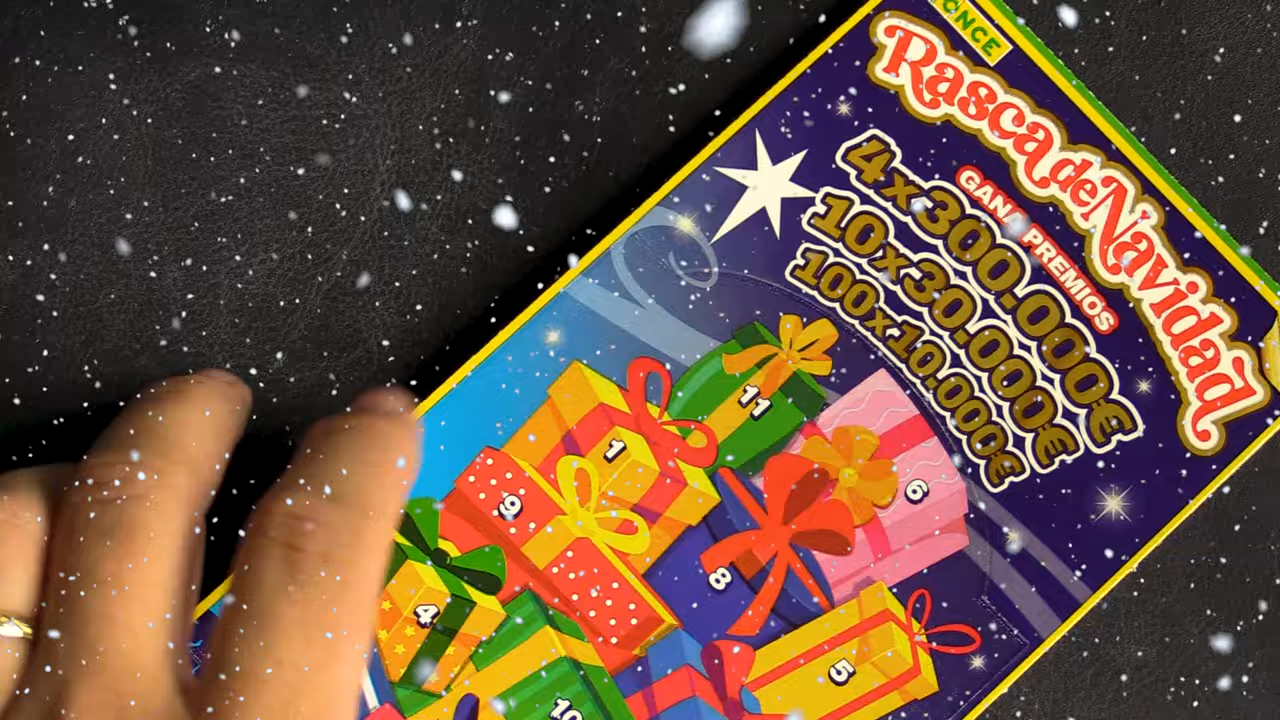 ONCE
Rasca de Navidad
GANA PREMIOS
4x300.000€
10x30.000€
100x10.000€
11
1
6
9
8
4
5
10